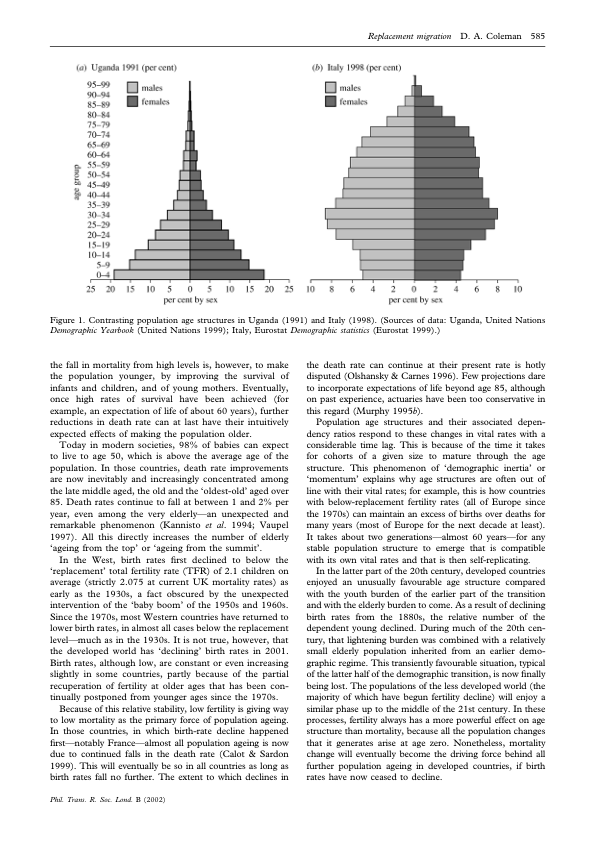 Replacement migration D. A. Coleman 585
(a) Uganda 1991 (per cent)
males
females
95–99
90–94
85–89
80–84
75–79
70–74
65–69
60–64
55–59
50–54
45–49
40–44
35–39
30–34
25–29
20–24
15–19
10–14
5–9
0–4
age group
25 20 15 10 5 0 5 10 15 20 25
per cent by sex
(b) Italy 1998 (per cent)
males
females
10 8 6 4 2 0 2 4 6 8 10
per cent by sex
Figure 1. Contrasting population age structures in Uganda (1991) and Italy (1998). (Sources of data: Uganda, United Nations
Demographic Yearbook (United Nations 1999); Italy, Eurostat Demographic statistics (Eurostat 1999).)
the fall in mortality from high levels is, however, to make
the population younger, by improving the survival of
infants and children, and of young mothers. Eventually,
once high rates of survival have been achieved (for
example, an expectation of life of about 60 years), further
reductions in death rate can at last have their intuitively
expected effects of making the population older.
Today in modern societies, 98% of babies can expect
to live to age 50, which is above the average age of the
population. In those countries, death rate improvements
are now inevitably and increasingly concentrated among
the late middle aged, the old and the ‘oldest-old’ aged over
85. Death rates continue to fall at between 1 and 2% per
year, even among the very elderly—an unexpected and
remarkable phenomenon (Kannisto et al. 1994; Vaupel
1997). All this directly increases the number of elderly
‘ageing from the top’ or ‘ageing from the summit’.
In the West, birth rates first declined to below the
‘replacement’ total fertility rate (TFR) of 2.1 children on
average (strictly 2.075 at current UK mortality rates) as
early as the 1930s, a fact obscured by the unexpected
intervention of the ‘baby boom’ of the 1950s and 1960s.
Since the 1970s, most Western countries have returned to
lower birth rates, in almost all cases below the replacement
level—much as in the 1930s. It is not true, however, that
the developed world has ‘declining’ birth rates in 2001.
Birth rates, although low, are constant or even increasing
slightly in some countries, partly because of the partial
recuperation of fertility at older ages that has been con-
tinually postponed from younger ages since the 1970s.
Because of this relative stability, low fertility is giving way
to low mortality as the primary force of population ageing.
In those countries, in which birth-rate decline happened
first—notably France—almost all population ageing is now
due to continued falls in the death rate (Calot & Sardon
1999). This will eventually be so in all countries as long as
birth rates fall no further. The extent to which declines in
the death rate can continue at their present rate is hotly
disputed (Olshansky & Carnes 1996). Few projections dare
to incorporate expectations of life beyond age 85, although
on past experience, actuaries have been too conservative in
this regard (Murphy 1995b).
Population age structures and their associated depen-
dency ratios respond to these changes in vital rates with a
considerable time lag. This is because of the time it takes
for cohorts of a given size to mature through the age
structure. This phenomenon of ‘demographic inertia’ or
‘momentum’ explains why age structures are often out of
line with their vital rates; for example, this is how countries
with below-replacement fertility rates (all of Europe since
the 1970s) can maintain an excess of births over deaths for
many years (most of Europe for the next decade at least).
It takes about two generations—almost 60 years—for any
stable population structure to emerge that is compatible
with its own vital rates and that is then self-replicating.
In the latter part of the 20th century, developed countries
enjoyed an unusually favourable age structure compared
with the youth burden of the earlier part of the transition
and with the elderly burden to come. As a result of declining
birth rates from the 1880s, the relative number of the
dependent young declined. During much of the 20th cen-
tury, that lightening burden was combined with a relatively
small elderly population inherited from an earlier demo-
graphic regime. This transiently favourable situation, typical
of the latter half of the demographic transition, is now finally
being lost. The populations of the less developed world (the
majority of which have begun fertility decline) will enjoy a
similar phase up to the middle of the 21st century. In these
processes, fertility always has a more powerful effect on age
structure than mortality, because all the population changes
that it generates arise at age zero. Nonetheless, mortality
change will eventually become the driving force behind all
further population ageing in developed countries, if birth
rates have now ceased to decline.
Phil. Trans. R. Soc. Lond. B (2002)